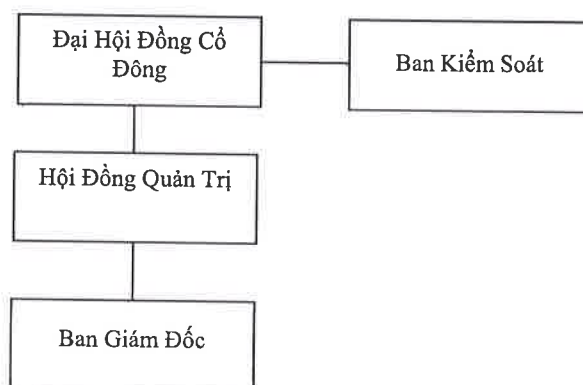 Đại Hội Đồng Cổ
Đông
Ban Kiểm Soát
Hội Đồng Quản Trị
Ban Giám Đốc